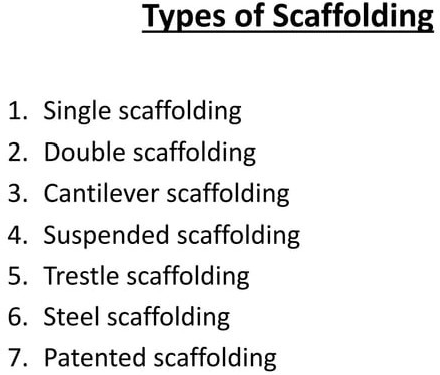 Types of Scaffolding
1. Single scaffolding
2. Double scaffolding
3. Cantilever scaffolding
4. Suspended scaffolding
5. Trestle scaffolding
6. Steel scaffolding
7. Patented scaffolding